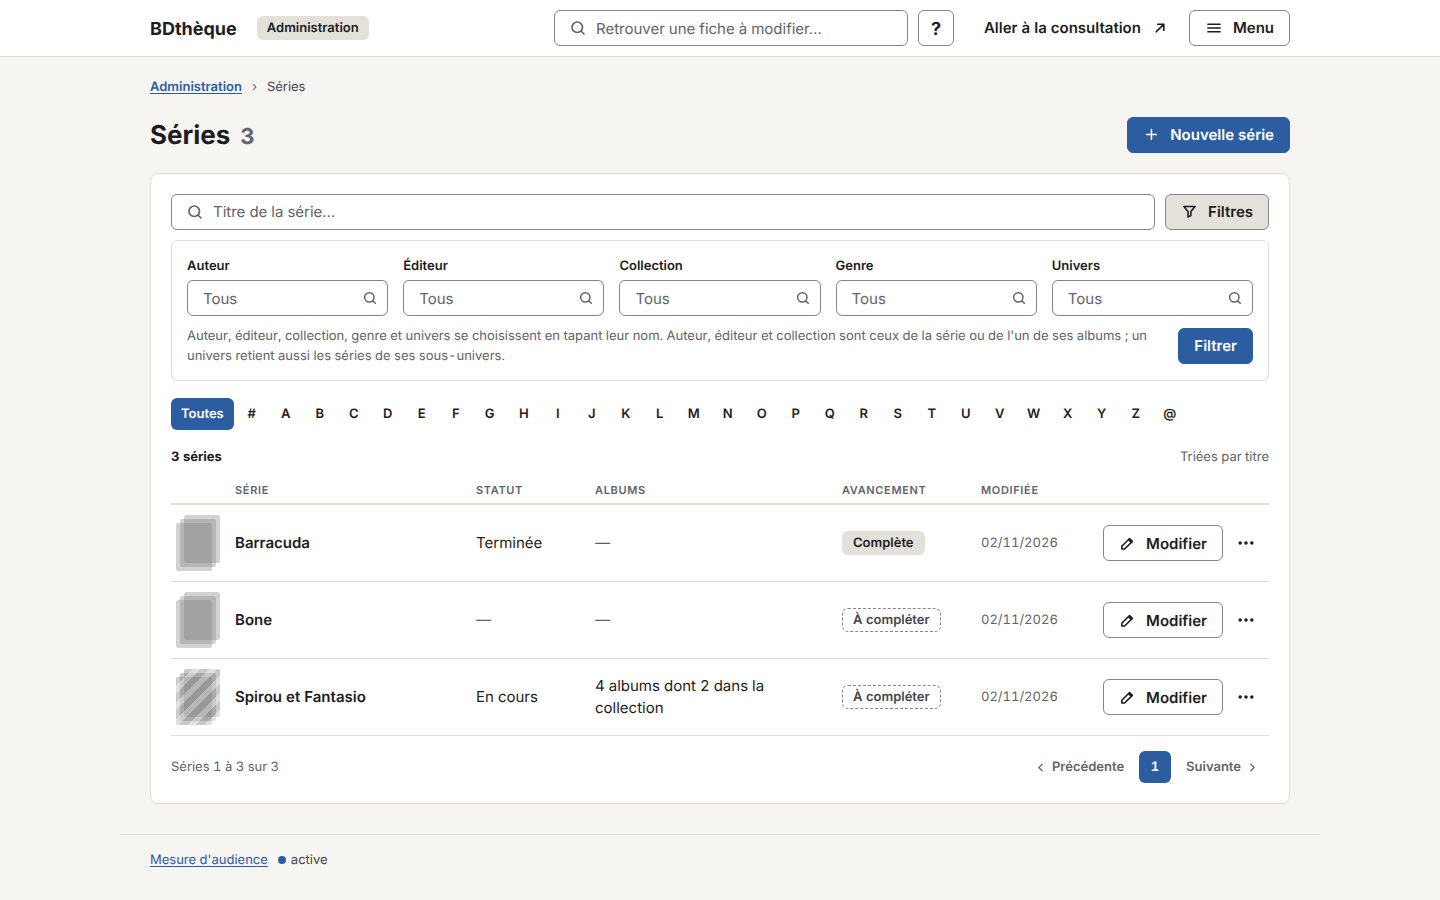 BDthèque Administration Retrouver une fiche à modifier... ? Aller à la consultation Menu
Administration › Séries
Séries 3 Nouvelle série
Titre de la série... Filtres
Auteur Éditeur Collection Genre Univers
Tous Tous Tous Tous Tous
Auteur, éditeur, collection, genre et univers se choisissent en tapant leur nom. Auteur, éditeur et collection sont ceux de la série ou de l'un de ses albums ; un
univers retient aussi les séries de ses sous-univers.
Filtrer
Toutes # A B C D E F G H I J K L M N O P Q R S T U V W X Y Z @
3 séries Triées par titre
SÉRIE STATUT ALBUMS AVANCEMENT MODIFIÉE
Barracuda Terminée — Complète 02/11/2026 Modifier
Bone — — À compléter 02/11/2026 Modifier
Spirou et Fantasio En cours 4 albums dont 2 dans la
collection À compléter 02/11/2026 Modifier
Séries 1 à 3 sur 3 Précédente 1 Suivante
Mesure d'audience active